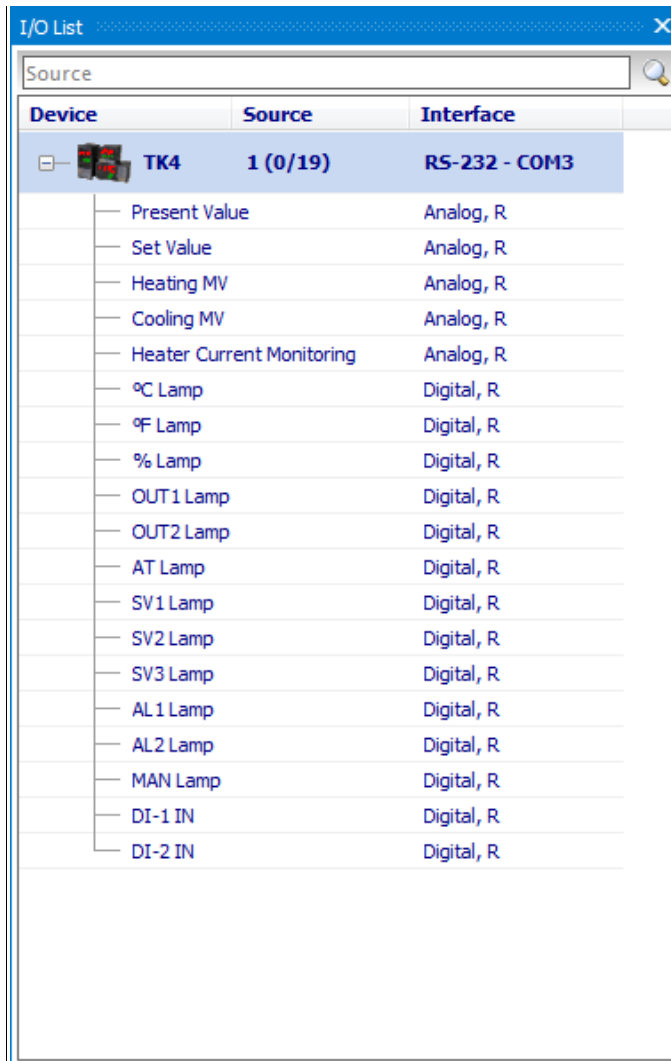 I/O List
Source
Device Source Interface
TK4 1 (0/19) RS-232 - COM3
Present Value Analog, R
Set Value Analog, R
Heating MV Analog, R
Cooling MV Analog, R
Heater Current Monitoring Analog, R
ºC Lamp Digital, R
ºF Lamp Digital, R
% Lamp Digital, R
OUT1 Lamp Digital, R
OUT2 Lamp Digital, R
AT Lamp Digital, R
SV1 Lamp Digital, R
SV2 Lamp Digital, R
SV3 Lamp Digital, R
AL1 Lamp Digital, R
AL2 Lamp Digital, R
MAN Lamp Digital, R
DI-1 IN Digital, R
DI-2 IN Digital, R